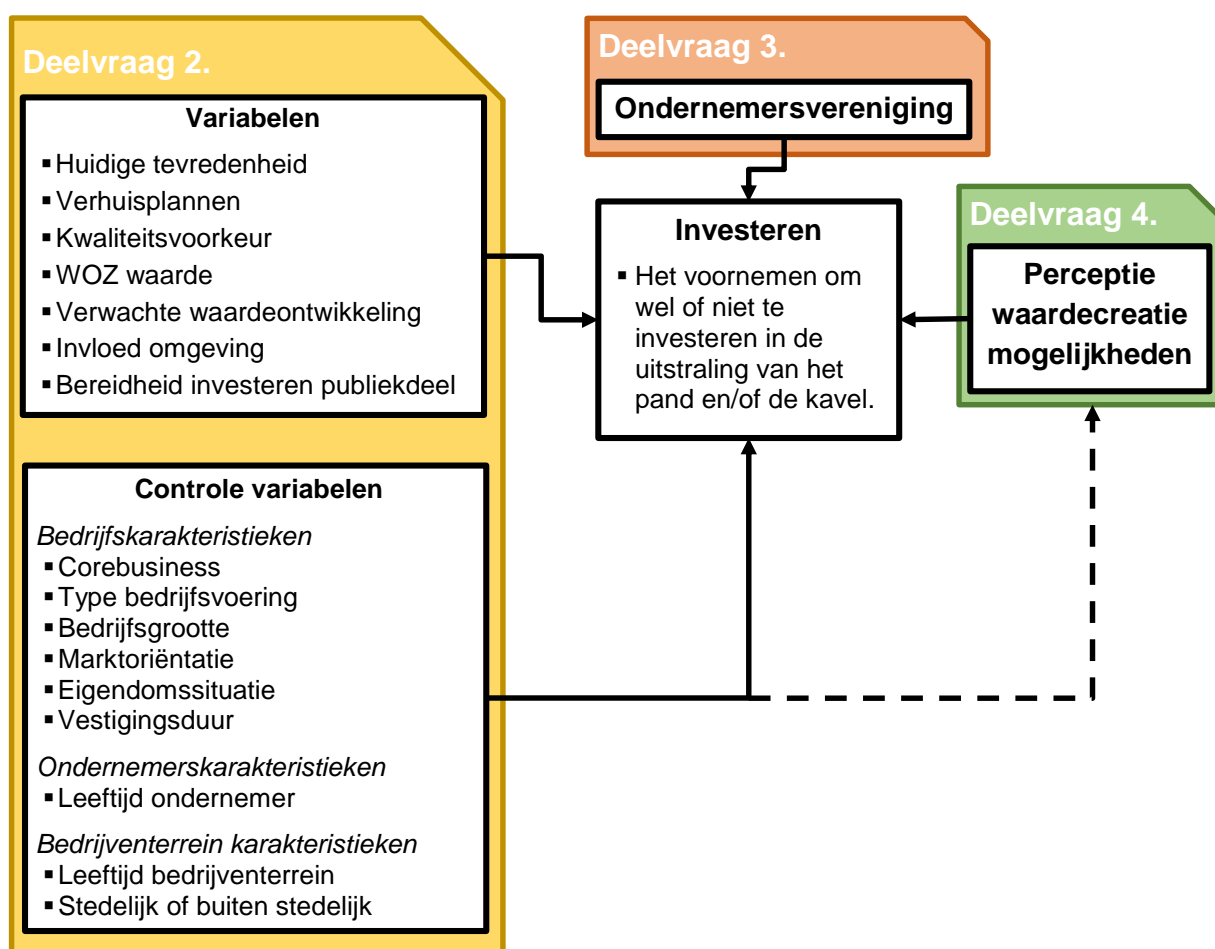 Deelvraag 2.
Variabelen
▪ Huidige tevredenheid
▪ Verhuisplannen
▪ Kwaliteitsvoorkeur
▪ WOZ waarde
▪ Verwachte waardeontwikkeling
▪ Invloed omgeving
▪ Bereidheid investeren publiekdeel
Controle variabelen
Bedrijfskarakteristieken
▪ Corebusiness
▪ Type bedrijfsvoering
▪ Bedrijfsgrootte
▪ Marktoriëntatie
▪ Eigendomssituatie
▪ Vestigingsduur
Ondernemerskarakteristieken
▪ Leeftijd ondernemer
Bedrijventerrein karakteristieken
▪ Leeftijd bedrijventerrein
▪ Stedelijk of buiten stedelijk
Deelvraag 3.
Ondernemersvereniging
Investeren
▪ Het voornemen om
wel of niet te
investeren in de
uitstraling van het
pand en/of de kavel.
Deelvraag 4.
Perceptie
waardecreatie
mogelijkheden